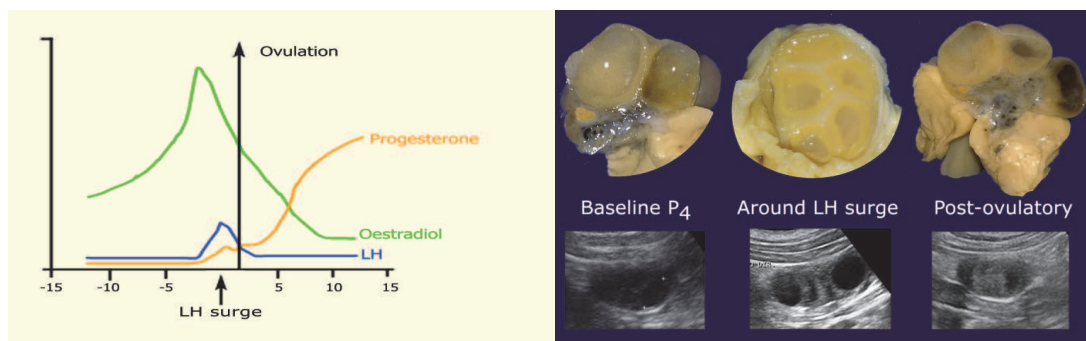 Ovulation
Progesterone
Oestradiol
LH
-15 -10 -5 5 10 15
LH surge
Baseline P4 Around LH surge Post-ovulatory